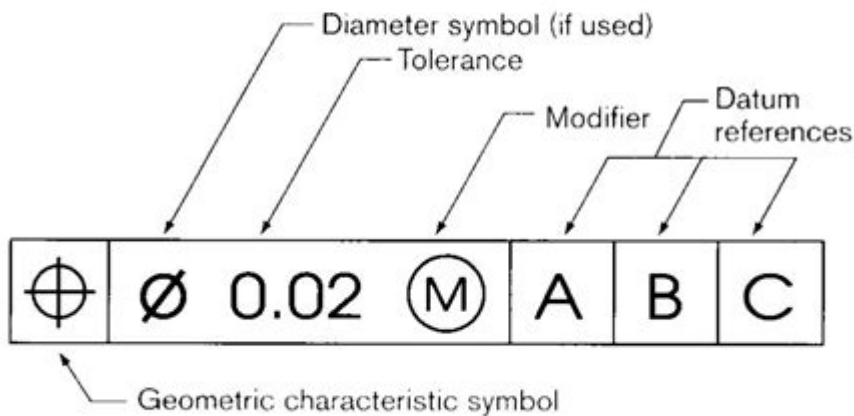 Diameter symbol (if used)
Tolerance
Modifier
Datum
references
⌖ Ø 0.02 Ⓜ A B C
Geometric characteristic symbol